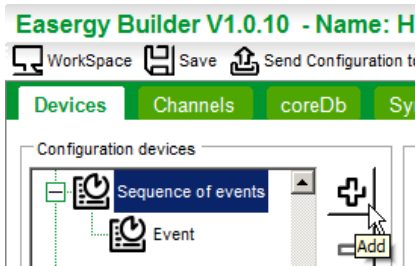 Easergy Builder V1.0.10 - Name: H
WorkSpace Save Send Configuration t
Devices Channels coreDb Sy
Configuration devices
Sequence of events
Event
Add